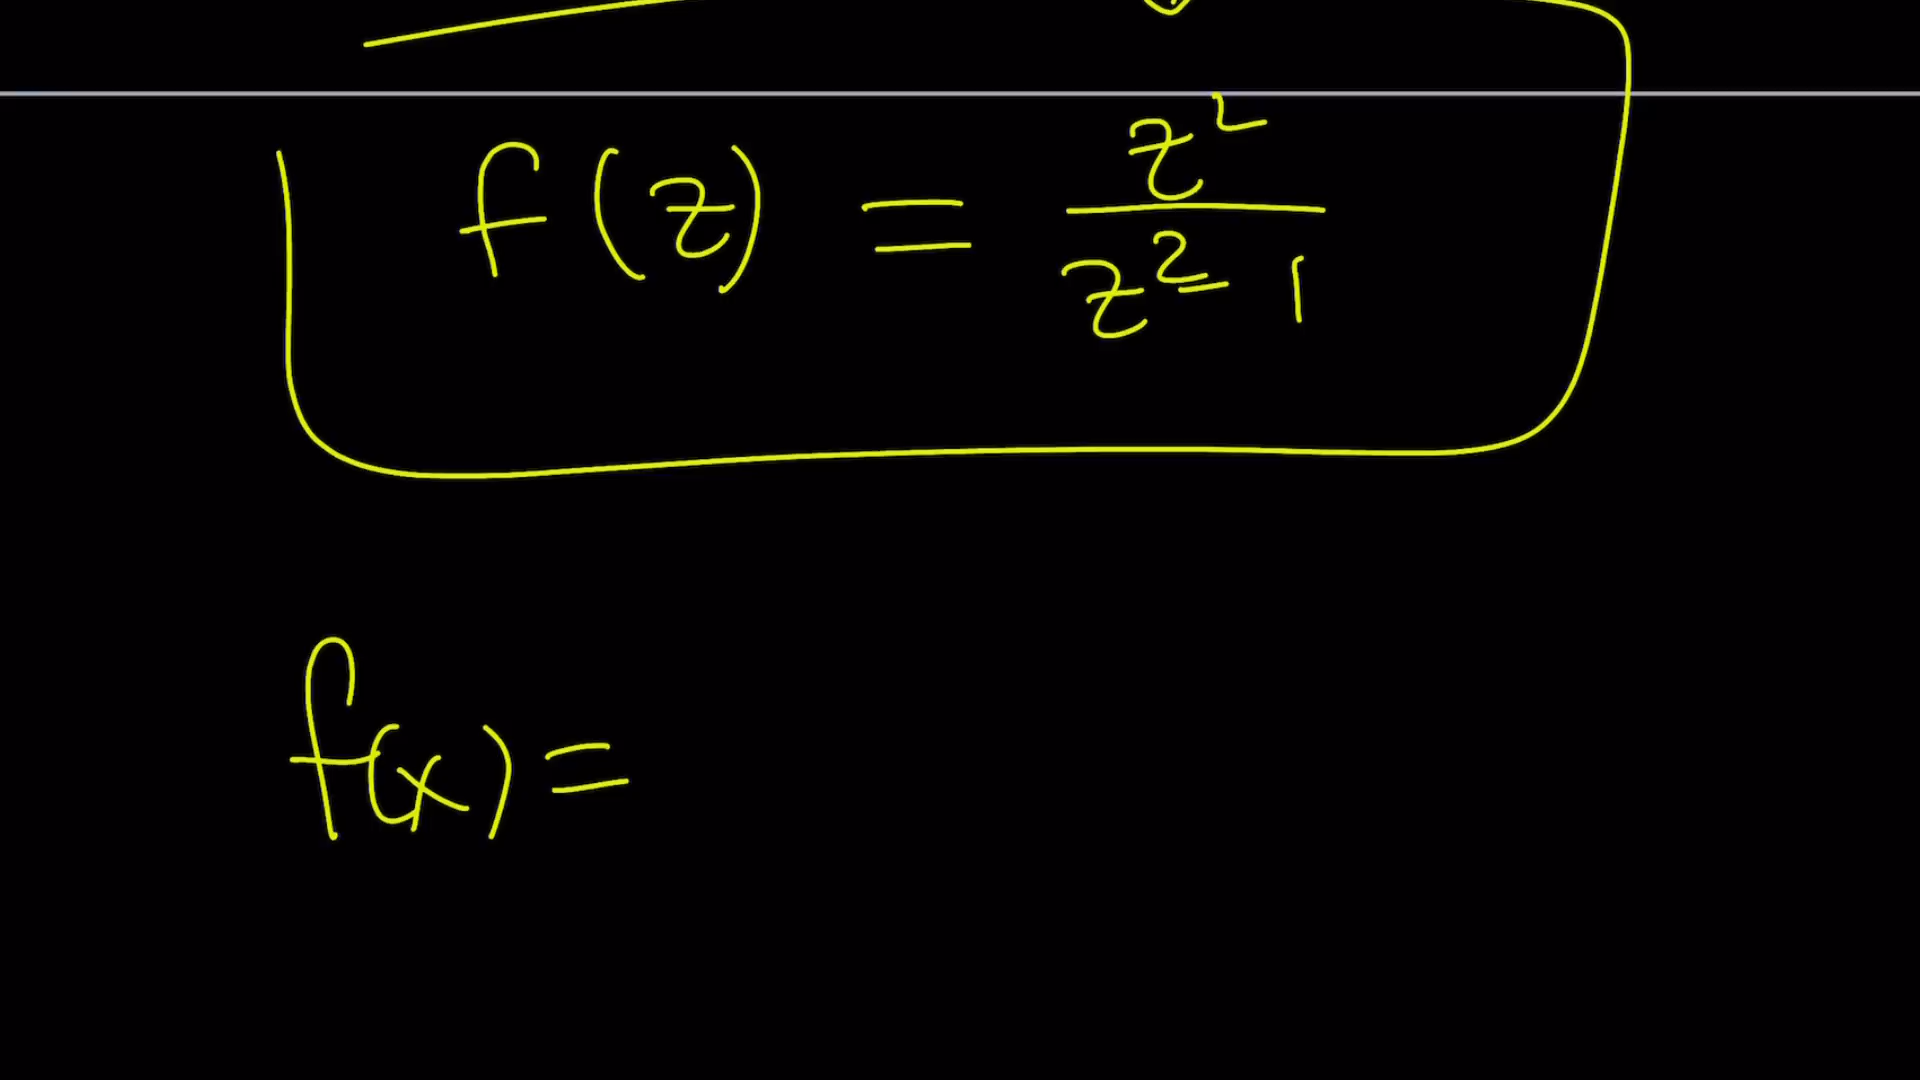 f(z) = z²/z²-1
f(x) =